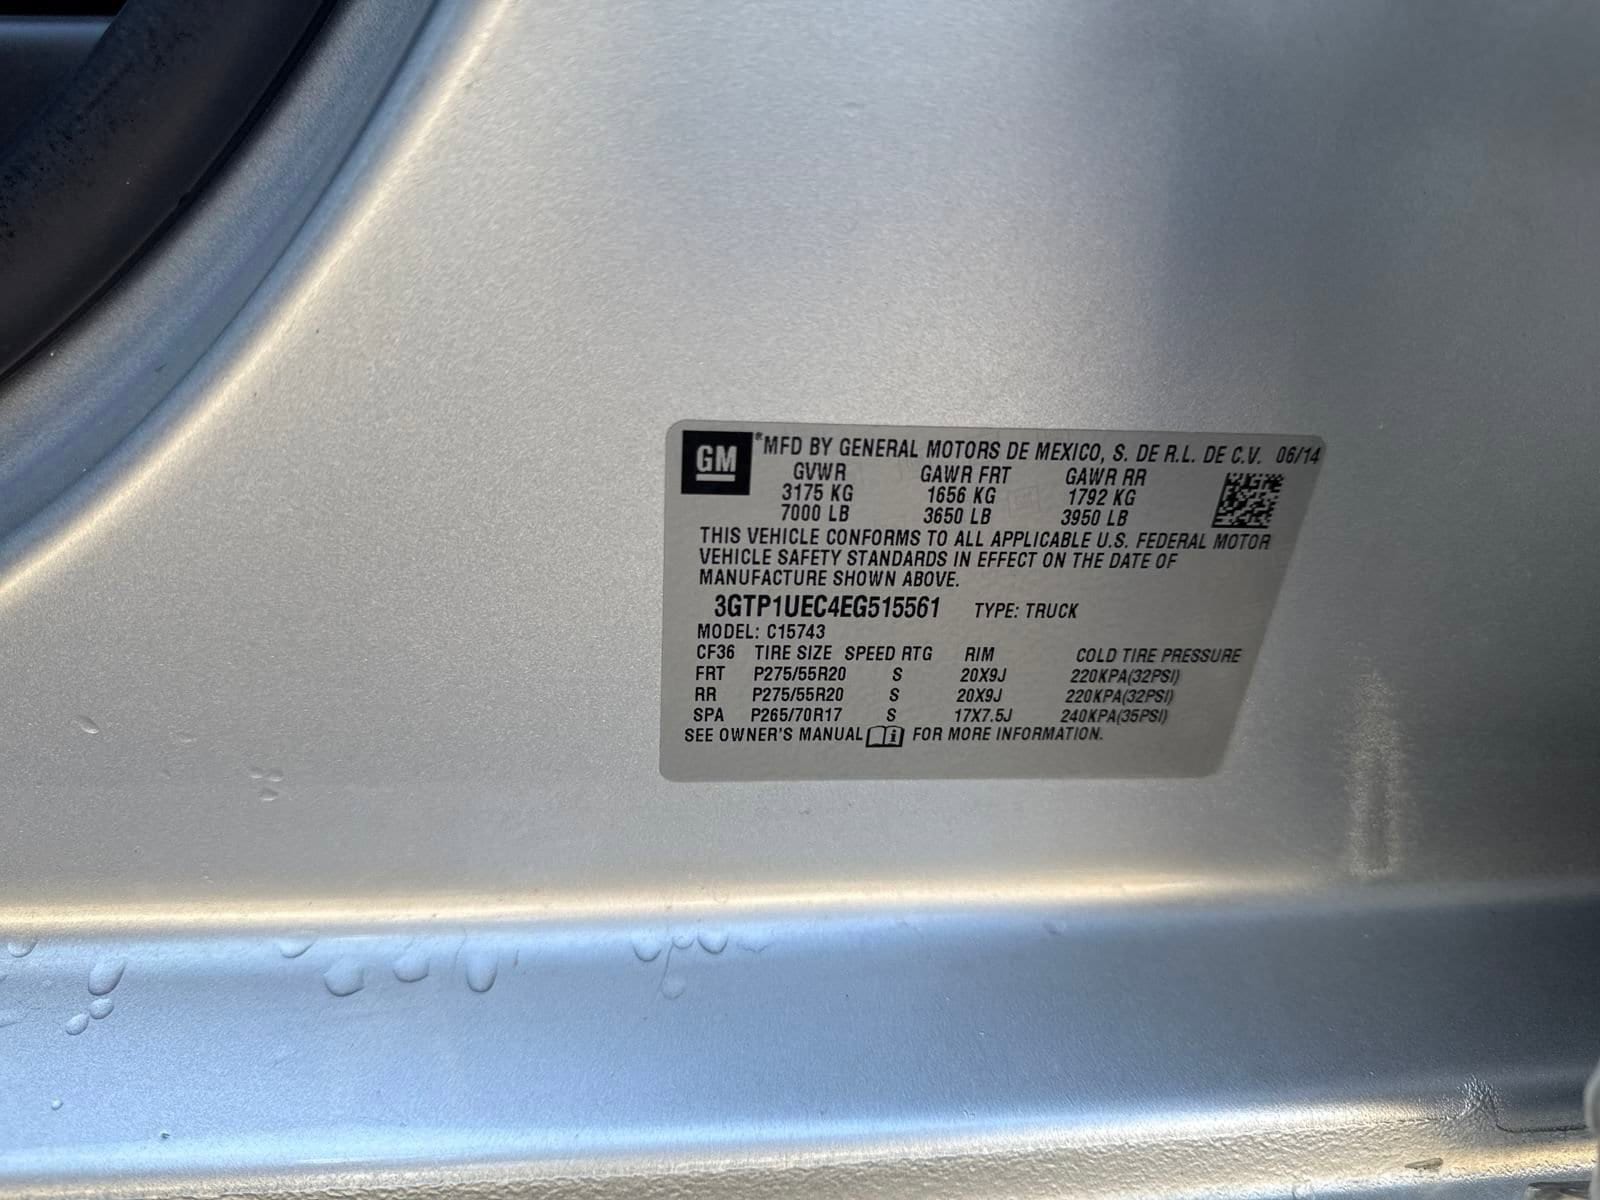 GM ®MFD BY GENERAL MOTORS DE MEXICO, S. DE R.L. DE C.V. 06/14
GVWR GAWR FRT GAWR RR
3175 KG 1656 KG 1792 KG
7000 LB 3650 LB 3950 LB
THIS VEHICLE CONFORMS TO ALL APPLICABLE U.S. FEDERAL MOTOR
VEHICLE SAFETY STANDARDS IN EFFECT ON THE DATE OF
MANUFACTURE SHOWN ABOVE.
3GTP1UEC4EG515561 TYPE: TRUCK
MODEL: C15743
CF36 TIRE SIZE SPEED RTG RIM COLD TIRE PRESSURE
FRT P275/55R20 S 20X9J 220KPA(32PSI)
RR P275/55R20 S 20X9J 220KPA(32PSI)
SPA P265/70R17 S 17X7.5J 240KPA(35PSI)
SEE OWNER'S MANUAL FOR MORE INFORMATION.